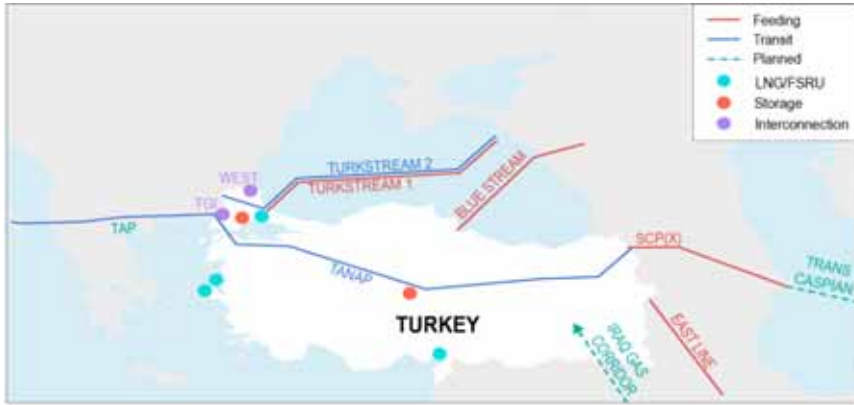 Feeding
Transit
Planned
LNG/FSRU
Storage
Interconnection
TURKSTREAM 2
TURKSTREAM 1
BLUE STREAM
WEST
TGI
TAP
TANAP
SCP(X)
TRANS
CASPIAN
TURKEY
EAST LINE
IRAQ GAS
CORRIDOR